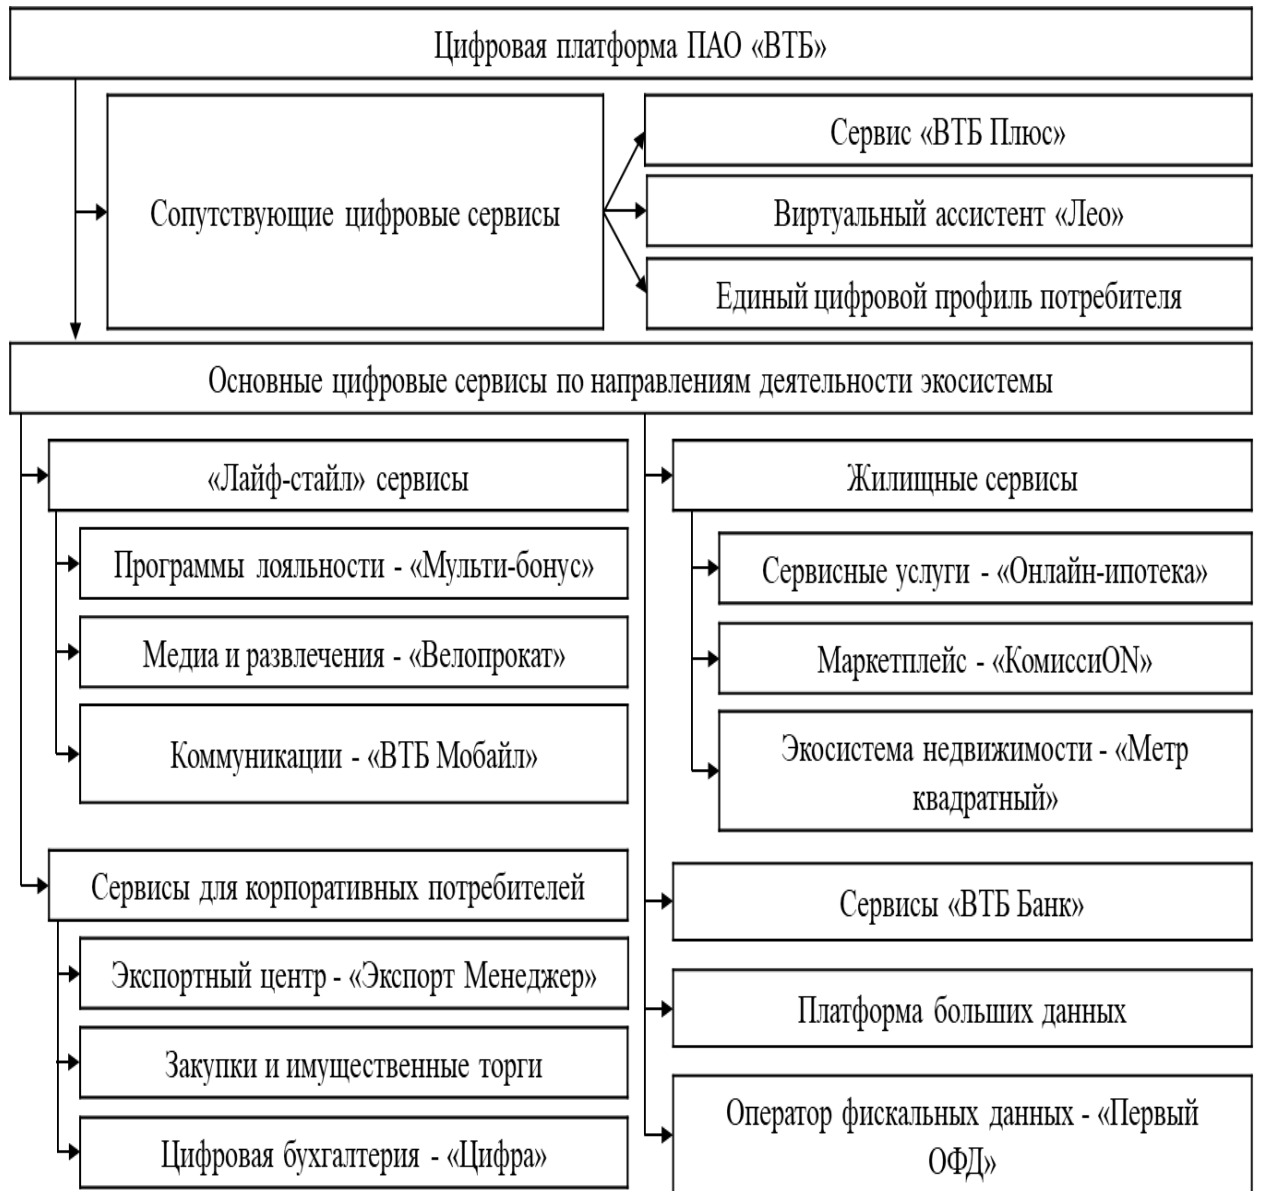 Цифровая платформа ПАО «ВТБ»
Сопутствующие цифровые сервисы
Сервис «ВТБ Плюс»
Виртуальный ассистент «Лео»
Единый цифровой профиль потребителя
Основные цифровые сервисы по направлениям деятельности экосистемы
«Лайф-стайл» сервисы
Программы лояльности - «Мульти-бонус»
Медиа и развлечения - «Велопрокат»
Коммуникации - «ВТБ Мобайл»
Сервисы для корпоративных потребителей
Экспортный центр - «Экспорт Менеджер»
Закупки и имущественные торги
Цифровая бухгалтерия - «Цифра»
Жилищные сервисы
Сервисные услуги - «Онлайн-ипотека»
Маркетплейс - «КомиссиON»
Экосистема недвижимости - «Метр
квадратный»
Сервисы «ВТБ Банк»
Платформа больших данных
Оператор фискальных данных - «Первый
ОФД»